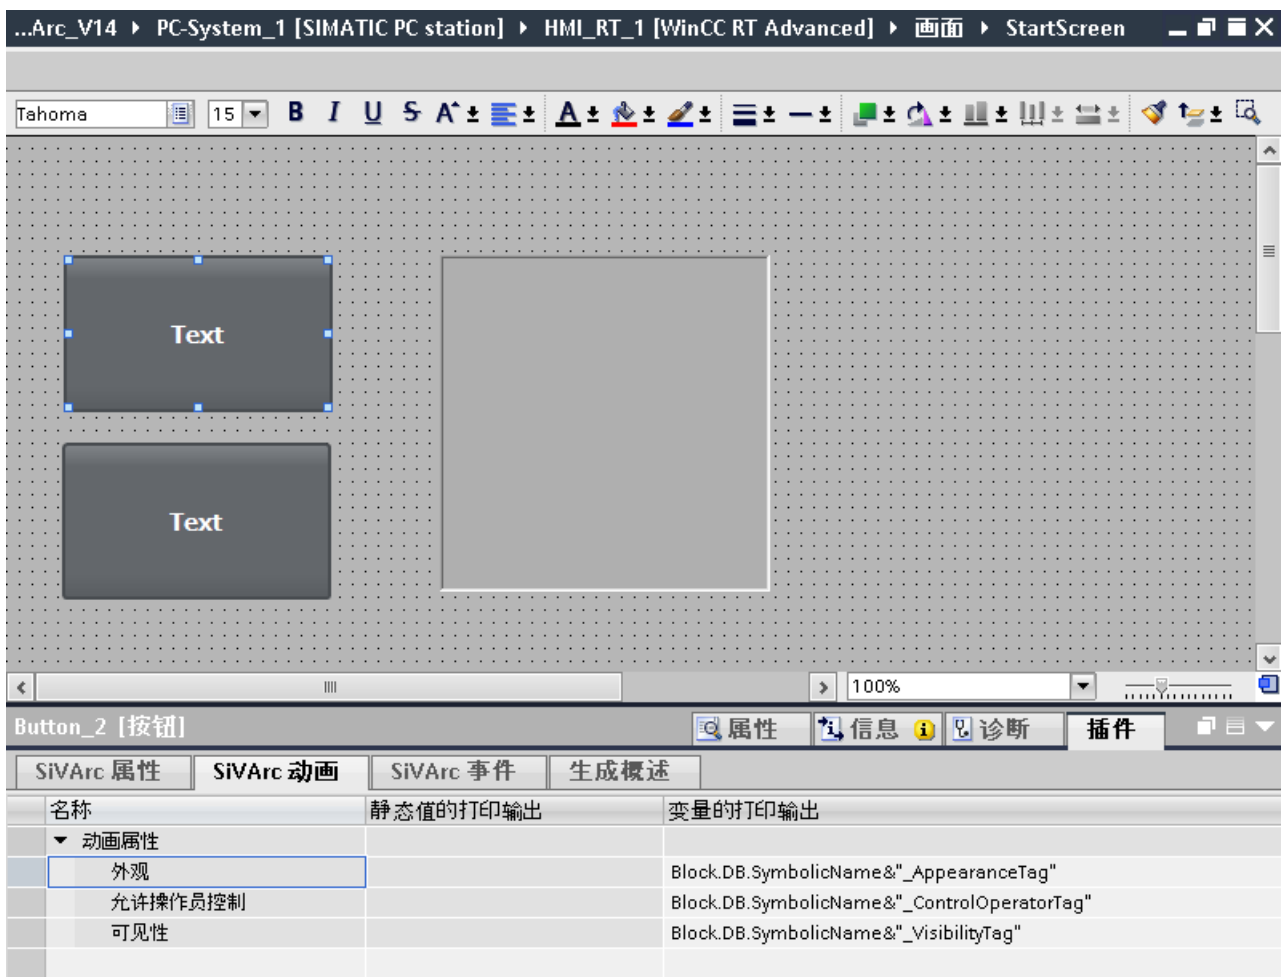 ...Arc_V14 ▸ PC-System_1 [SIMATIC PC station] ▸ HMI_RT_1 [WinCC RT Advanced] ▸ 画面 ▸ StartScreen
Tahoma 15 B I U S A A
Text
Text
100%
Button_2 [按钮] 属性 信息 诊断 插件
SiVArc 属性 SiVArc 动画 SiVArc 事件 生成概述
名称 静态值的打印输出 变量的打印输出
动画属性
外观 Block.DB.SymbolicName&"_AppearanceTag"
允许操作员控制 Block.DB.SymbolicName&"_ControlOperatorTag"
可见性 Block.DB.SymbolicName&"_VisibilityTag"